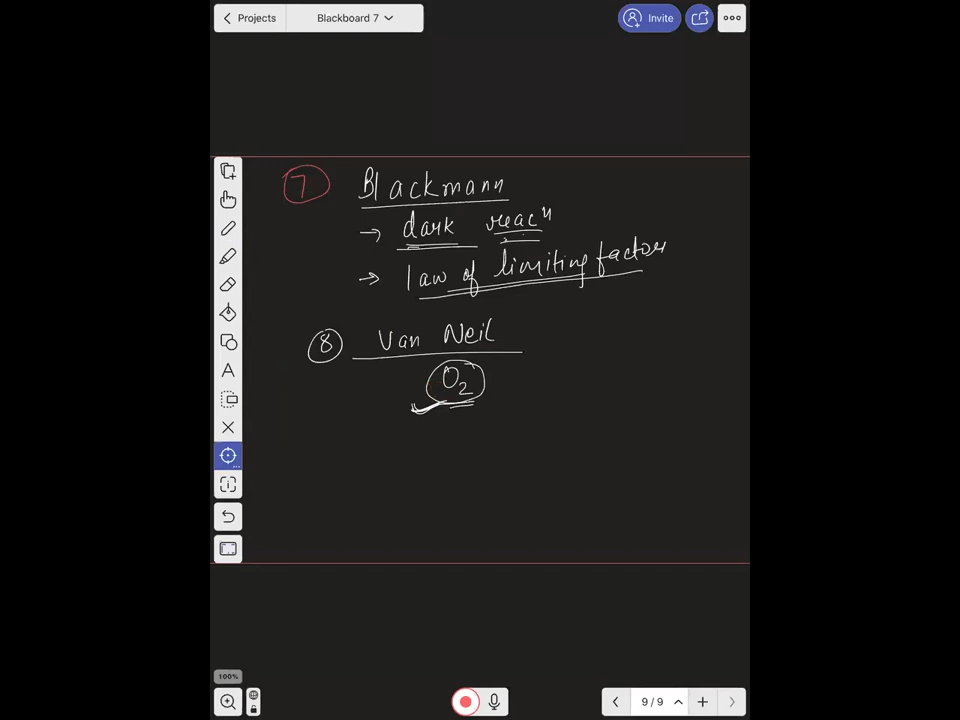 Projects
Blackboard 7
Invite
7 Blackmann
→ dark reacⁿ
→ law of limiting factor
8 Van Neil
O₂
A
100%
9/9